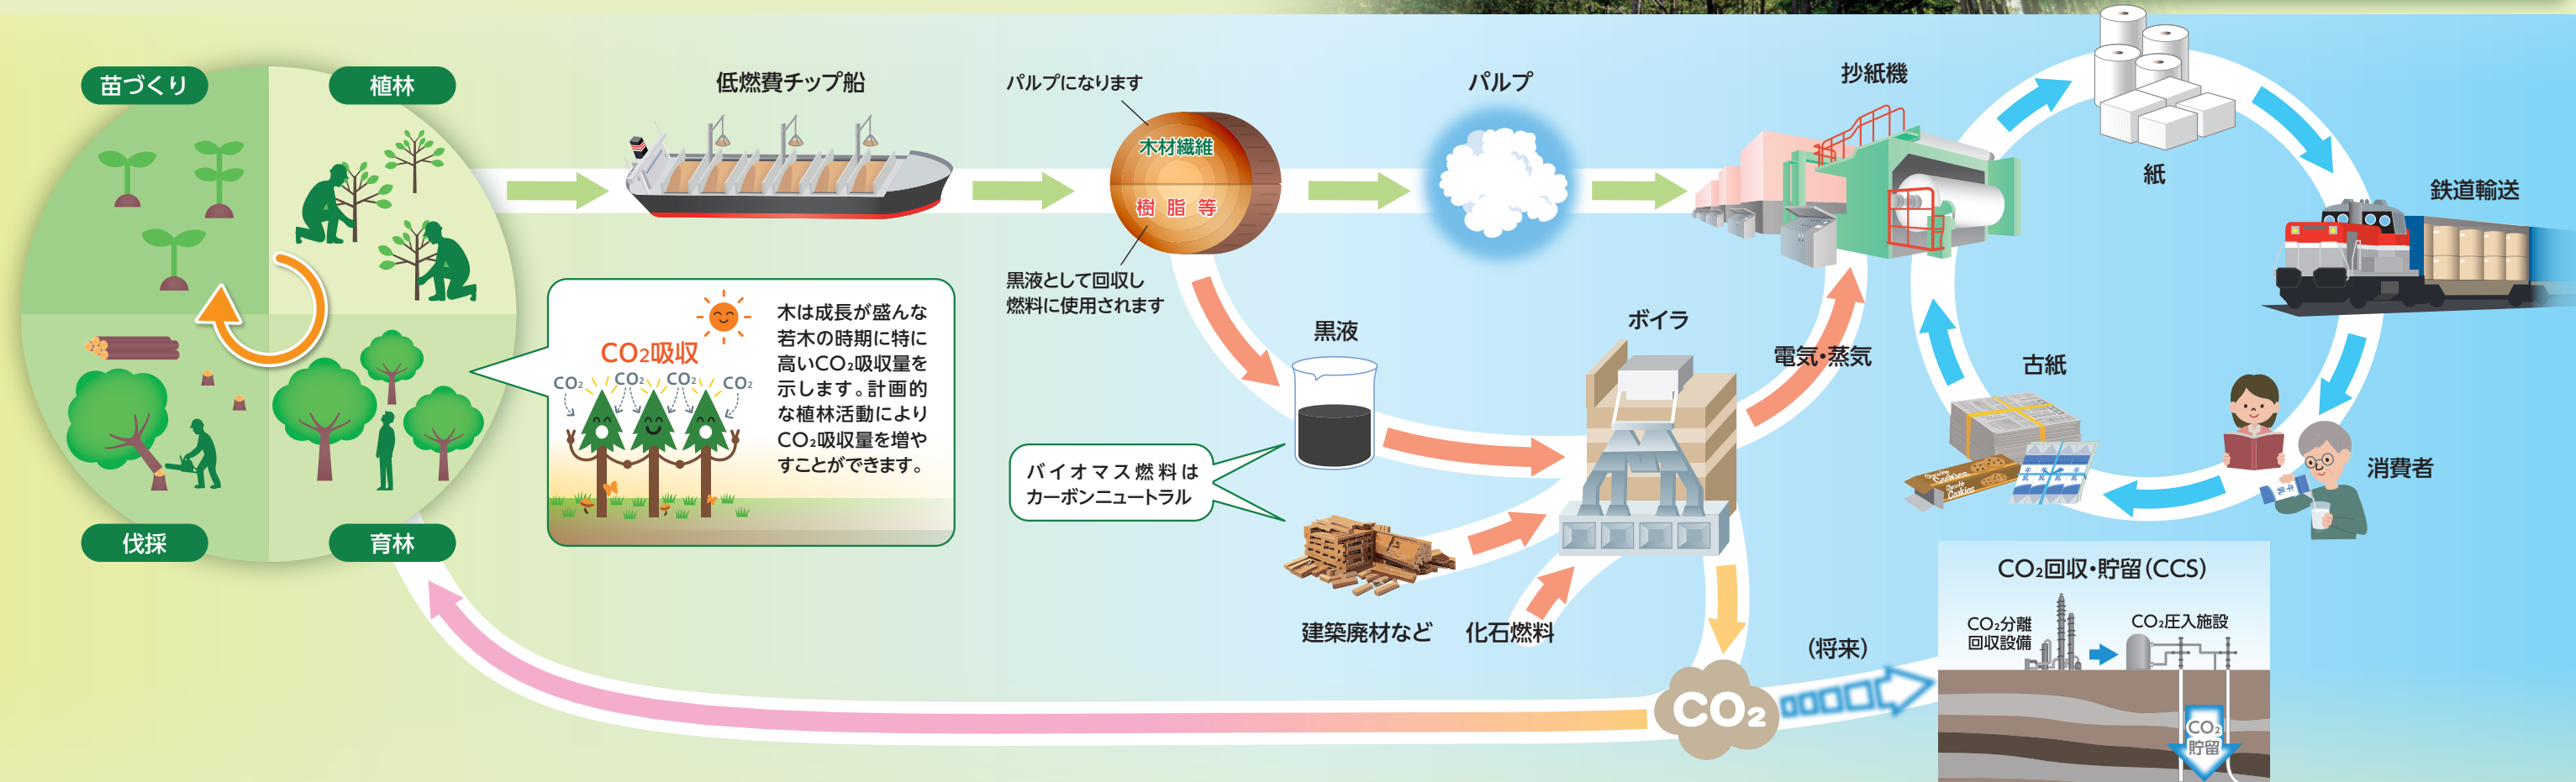 苗づくり
植林
伐採
育林
低燃費チップ船
パルプになります
木材繊維
樹脂等
黒液として回収し
燃料に使用されます
パルプ
抄紙機
紙
鉄道輸送
消費者
古紙
Chocochip
Cookies
Cookies
牛乳
CO₂吸収
CO₂ CO₂ CO₂ CO₂
木は成長が盛んな
若木の時期に特に
高いCO₂吸収量を
示します。計画的
な植林活動により
CO₂吸収量を増や
すことができます。
黒液
バイオマス燃料は
カーボンニュートラル
建築廃材など
化石燃料
ボイラ
電気・蒸気
CO₂
(将来)
CO₂回収・貯留(CCS)
CO₂分離
回収設備
CO₂圧入施設
CO₂
貯留